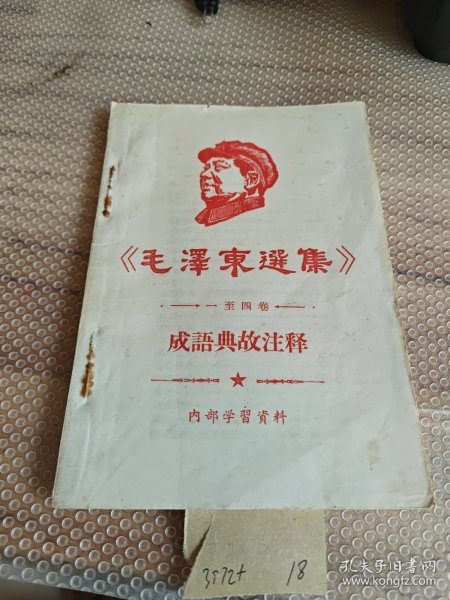 《毛澤東選集》
一至四卷
成語典故注释
内部学習資料
3572+
18
孔夫子旧书网
www.kongfz.com